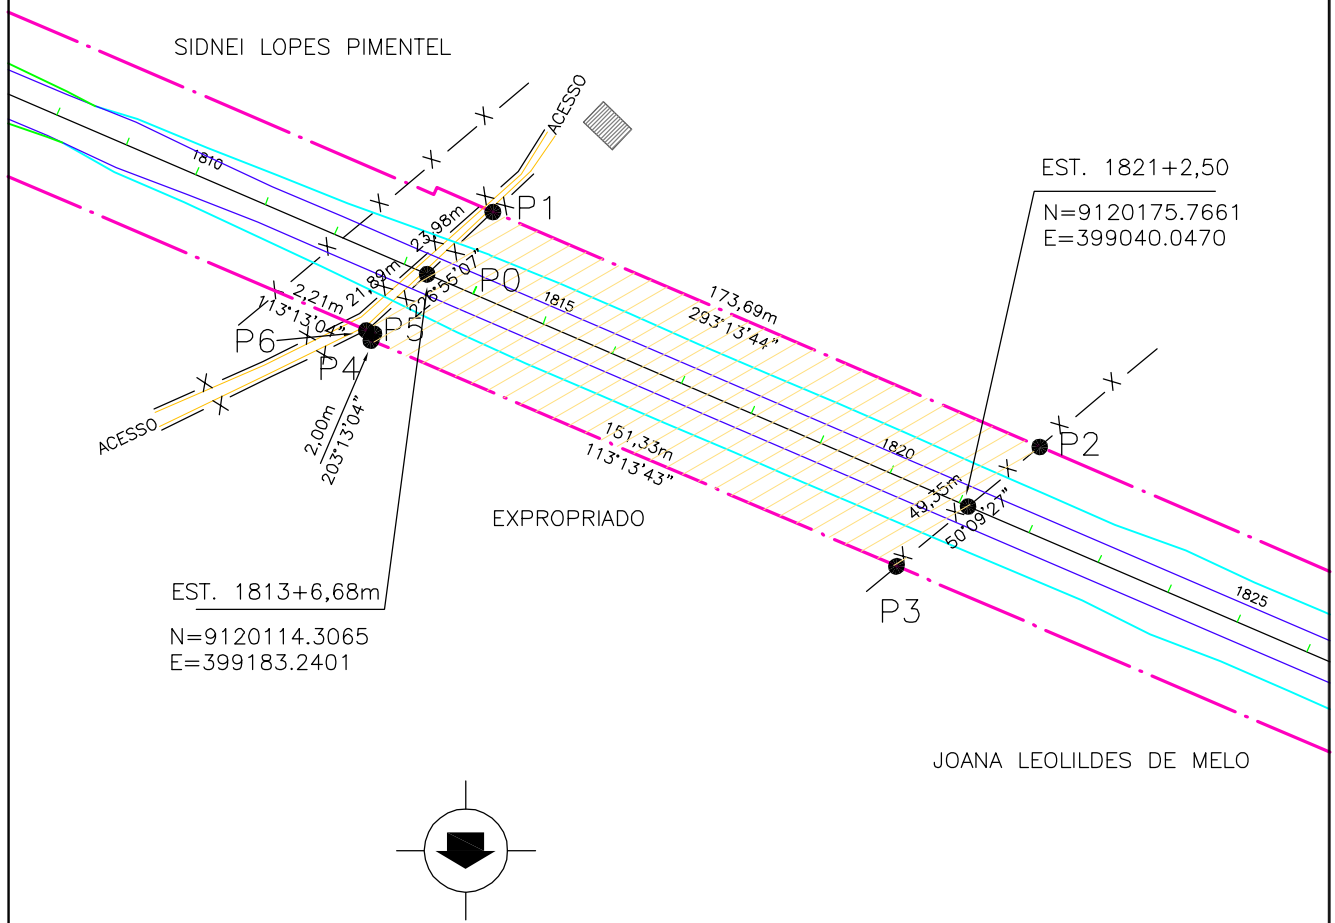 SIDNEI LOPES PIMENTEL
ACESSO
1810
EST. 1821+2,50
N=9120175.7661
E=399040.0470
P1
23,98m
226°55'07"
P0
21,89m
2,21m
113°13'04"
P6
P5
P4
1815
173,69m
293°13'44"
ACESSO
2,00m
203°13'04"
151,33m
113°13'43"
1820
P2
49,35m
50°09'27"
EXPROPRIADO
P3
1825
EST. 1813+6,68m
N=9120114.3065
E=399183.2401
JOANA LEOLILDES DE MELO